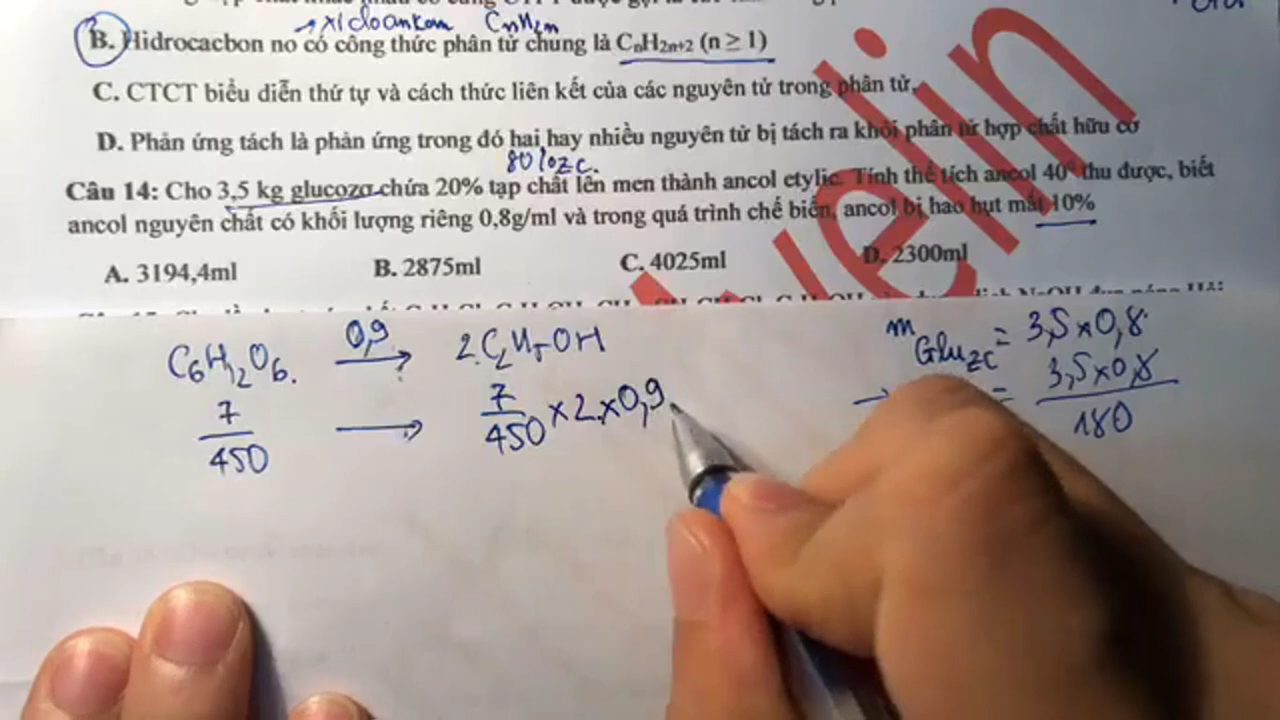 → xicloankan CnH2n
B. Hidrocacbon no có công thức phân tử chung là CnH2n+2 (n ≥ 1)
C. CTCT biểu diễn thứ tự và cách thức liên kết của các nguyên tử trong phân tử.
D. Phản ứng tách là phản ứng trong đó hai hay nhiều nguyên tử bị tách ra khỏi phân tử hợp chất hữu cơ
80%
Câu 14: Cho 3,5 kg glucozơ chứa 20% tạp chất lên men thành ancol etylic. Tính thể tích ancol 40⁰ thu được, biết
ancol nguyên chất có khối lượng riêng 0,8g/ml và trong quá trình chế biến, ancol bị hao hụt mất 10%
A. 3194,4ml B. 2875ml C. 4025ml D. 2300ml
C6H12O6. 0,9 → 2.C2H5OH
7/450 → 7/450 × 2 × 0,9
m Glu = 3,5 × 0,8
→ = 3,5 × 0,8 / 180